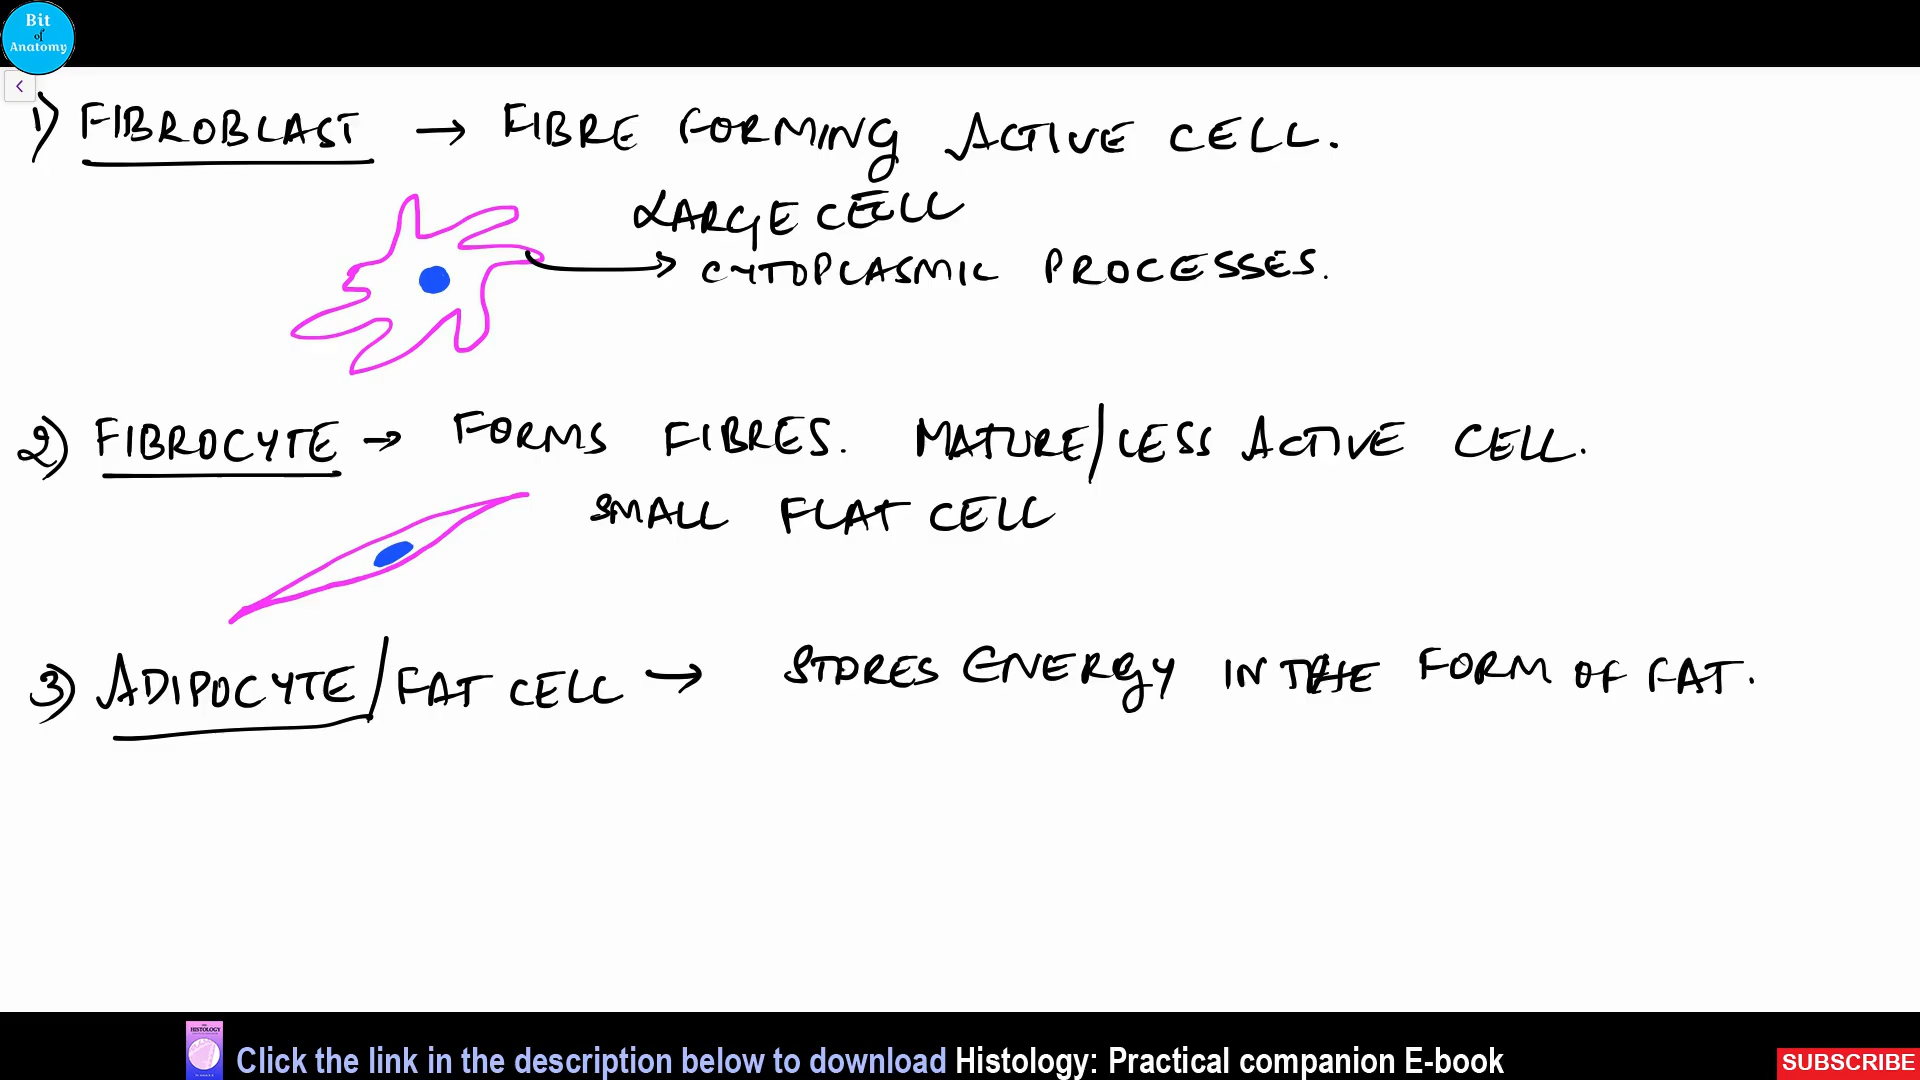 Bit
of
Anatomy
1) FIBROBLAST → FIBRE FORMING ACTIVE CELL.
LARGE CELL
→ CYTOPLASMIC PROCESSES.
2) FIBROCYTE → FORMS FIBRES. MATURE/LESS ACTIVE CELL.
SMALL FLAT CELL
3) ADIPOCYTE/FAT CELL → STORES ENERGY IN THE FORM OF FAT.
HISTOLOGY
Click the link in the description below to download Histology: Practical companion E-book
SUBSCRIBE